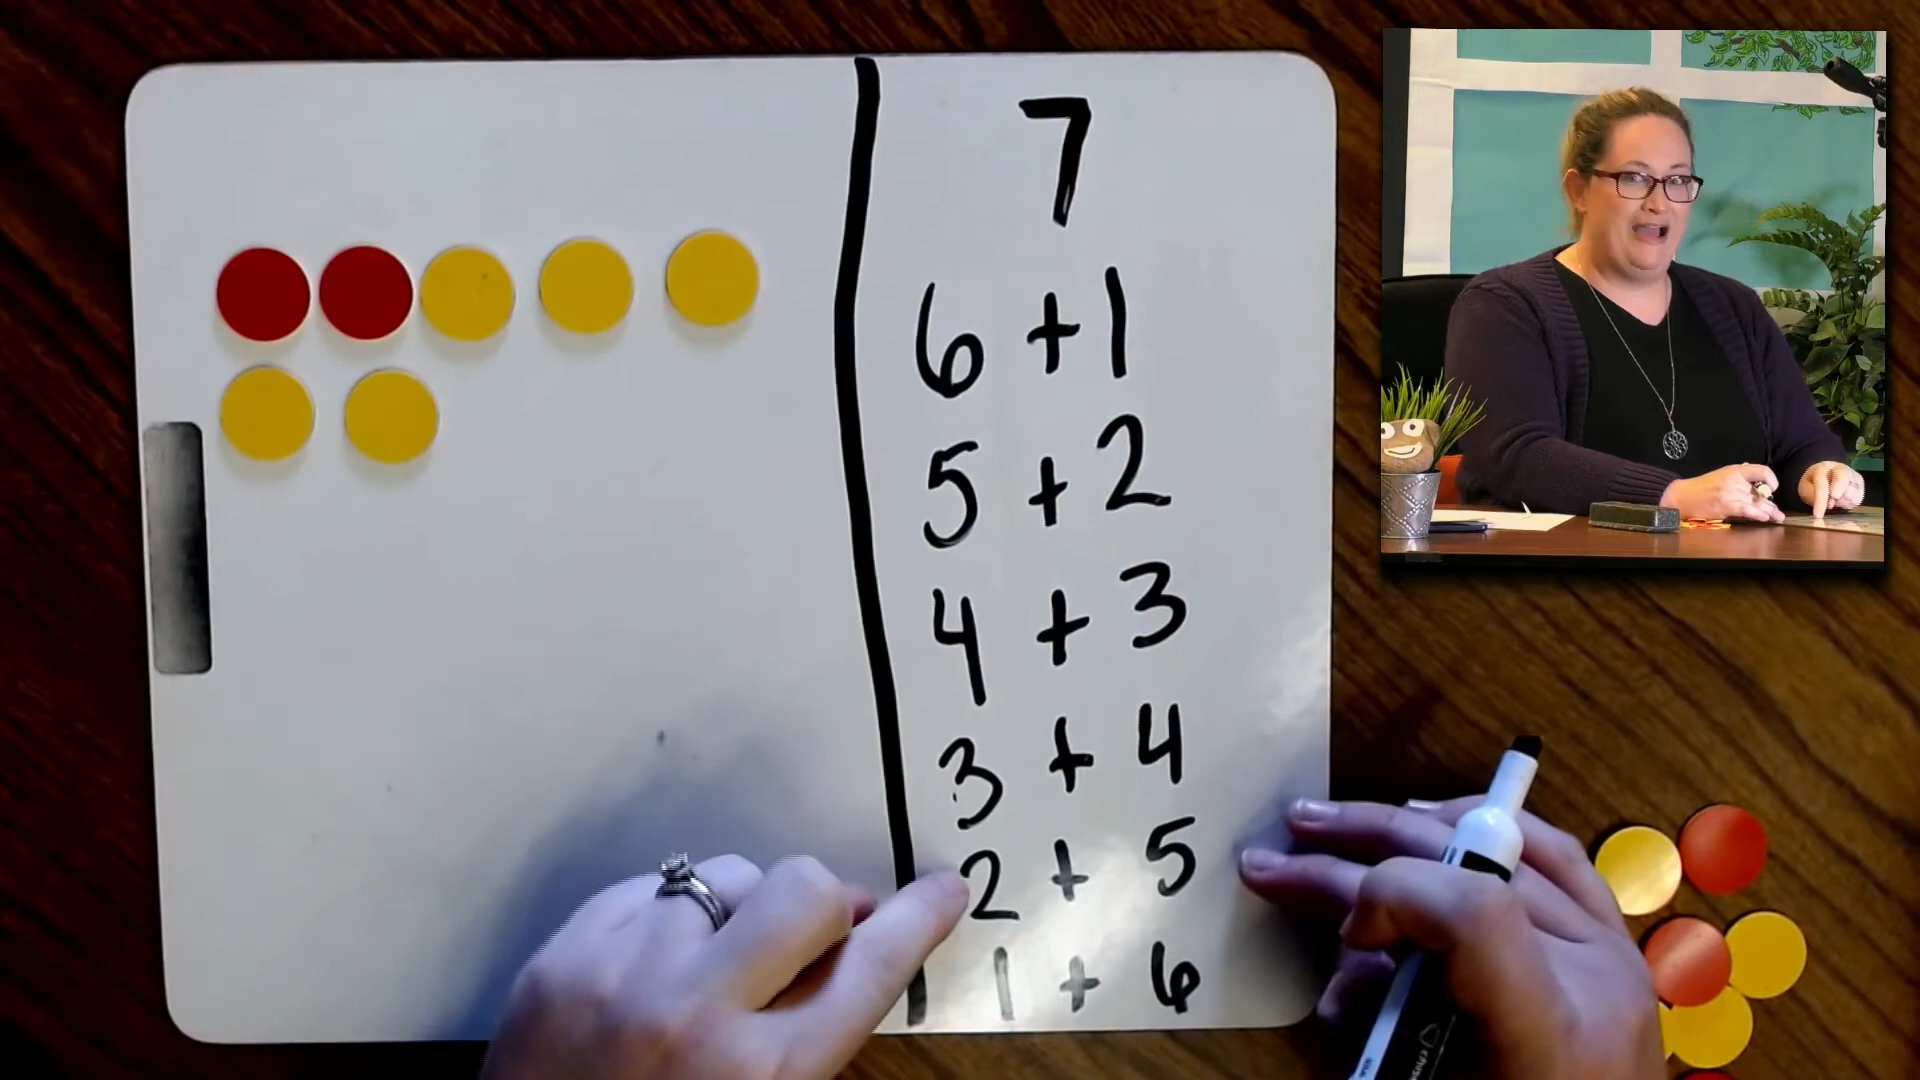 7
6 + 1
5 + 2
4 + 3
3 + 4
2 + 5
1 + 6